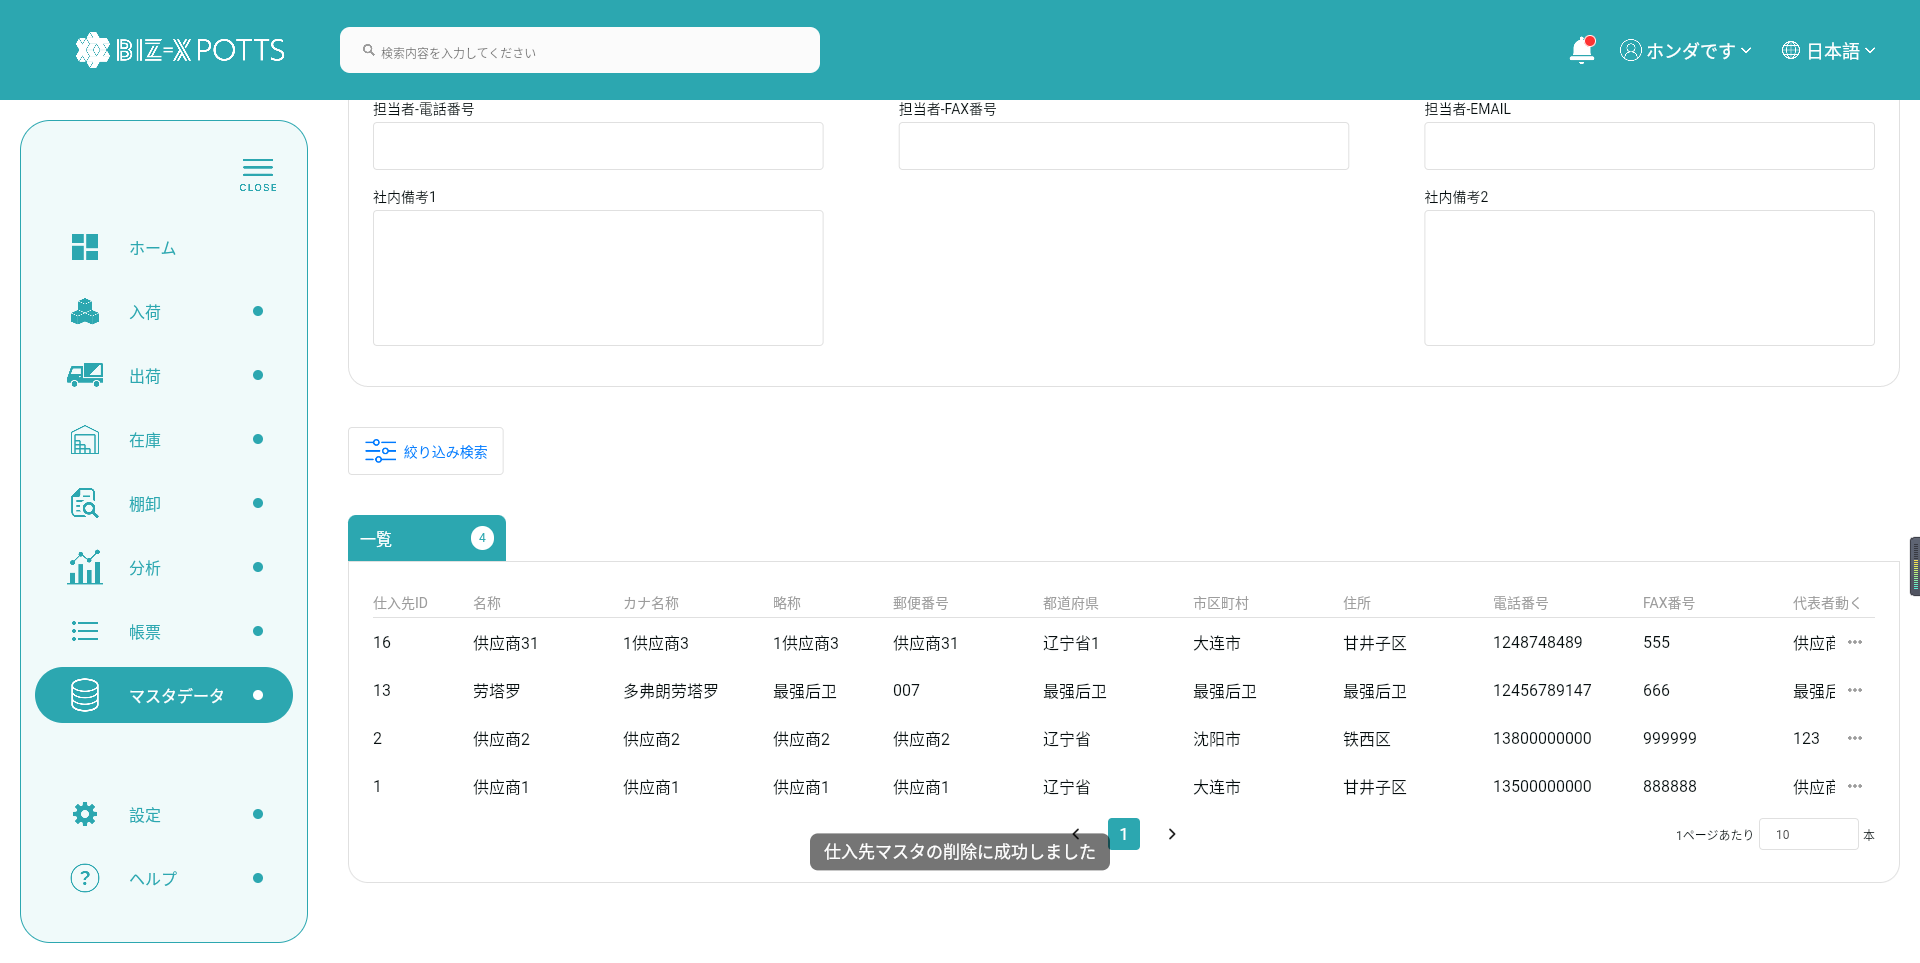 BIZ-X POTTS
検索内容を入力してください
ホンダです
日本語
CLOSE
ホーム
入荷
出荷
在庫
棚卸
分析
帳票
マスタデータ
設定
ヘルプ
担当者-電話番号 担当者-FAX番号 担当者-EMAIL
社内備考1 社内備考2
絞り込み検索
一覧 4
仕入先ID 名称 カナ名称 略称 郵便番号 都道府県 市区町村 住所 電話番号 FAX番号 代表者動く
16 供应商31 1供应商3 1供应商3 供应商31 辽宁省1 大连市 甘井子区 1248748489 555 供应商
13 劳塔罗 多弗朗劳塔罗 最强后卫 007 最强后卫 最强后卫 最强后卫 12456789147 666 最强后
2 供应商2 供应商2 供应商2 供应商2 辽宁省 沈阳市 铁西区 13800000000 999999 123
1 供应商1 供应商1 供应商1 供应商1 辽宁省 大连市 甘井子区 13500000000 888888 供应商
1
1ページあたり 10 本
仕入先マスタの削除に成功しました